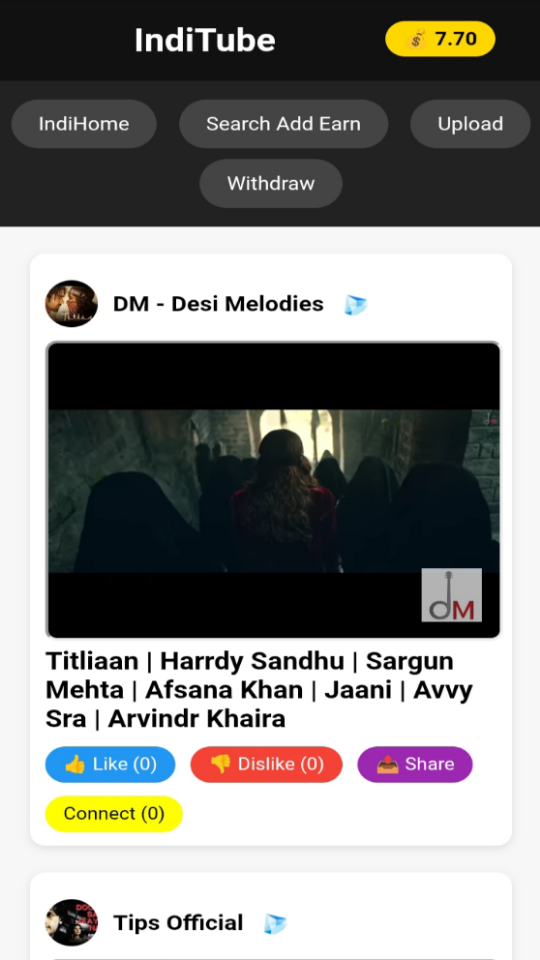 IndiTube
7.70
IndiHome
Search Add Earn
Upload
Withdraw
DM - Desi Melodies
DM
Titliaan | Harrdy Sandhu | Sargun
Mehta | Afsana Khan | Jaani | Avvy
Sra | Arvindr Khaira
👍 Like (0)
👎 Dislike (0)
📤 Share
Connect (0)
Tips Official